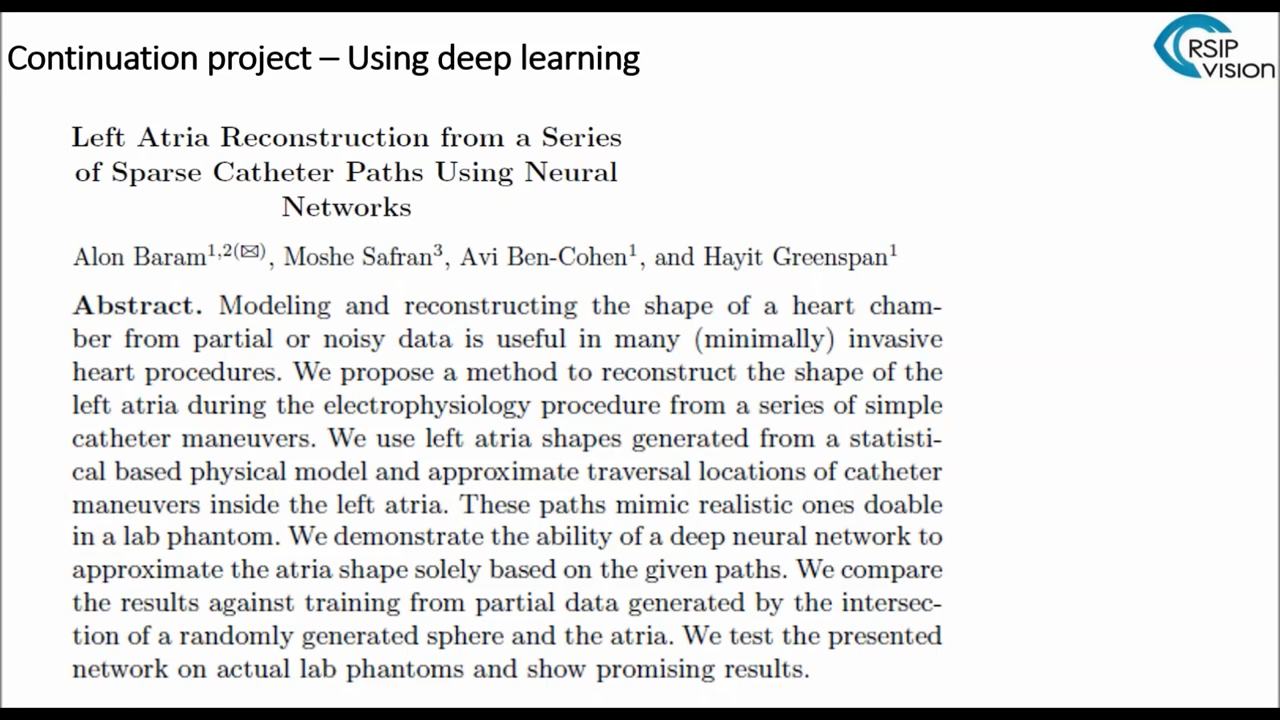 Continuation project – Using deep learning
RSIP
vision
Left Atria Reconstruction from a Series
of Sparse Catheter Paths Using Neural
Networks
Alon Baram1,2(✉), Moshe Safran3, Avi Ben-Cohen1, and Hayit Greenspan1
Abstract. Modeling and reconstructing the shape of a heart cham-
ber from partial or noisy data is useful in many (minimally) invasive
heart procedures. We propose a method to reconstruct the shape of the
left atria during the electrophysiology procedure from a series of simple
catheter maneuvers. We use left atria shapes generated from a statisti-
cal based physical model and approximate traversal locations of catheter
maneuvers inside the left atria. These paths mimic realistic ones doable
in a lab phantom. We demonstrate the ability of a deep neural network to
approximate the atria shape solely based on the given paths. We compare
the results against training from partial data generated by the intersec-
tion of a randomly generated sphere and the atria. We test the presented
network on actual lab phantoms and show promising results.